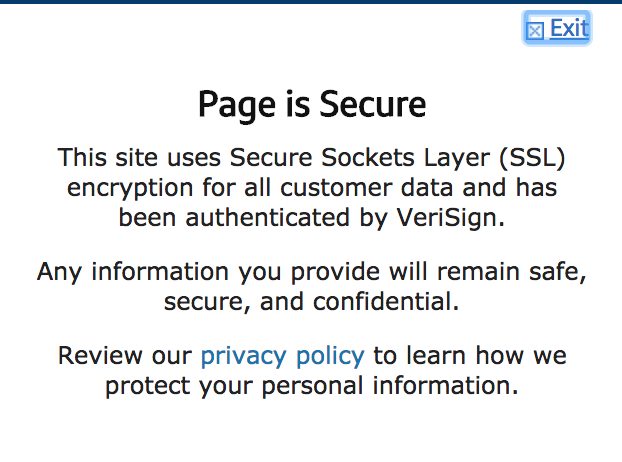 Exit
Page is Secure
This site uses Secure Sockets Layer (SSL)
encryption for all customer data and has
been authenticated by VeriSign.
Any information you provide will remain safe,
secure, and confidential.
Review our privacy policy to learn how we
protect your personal information.